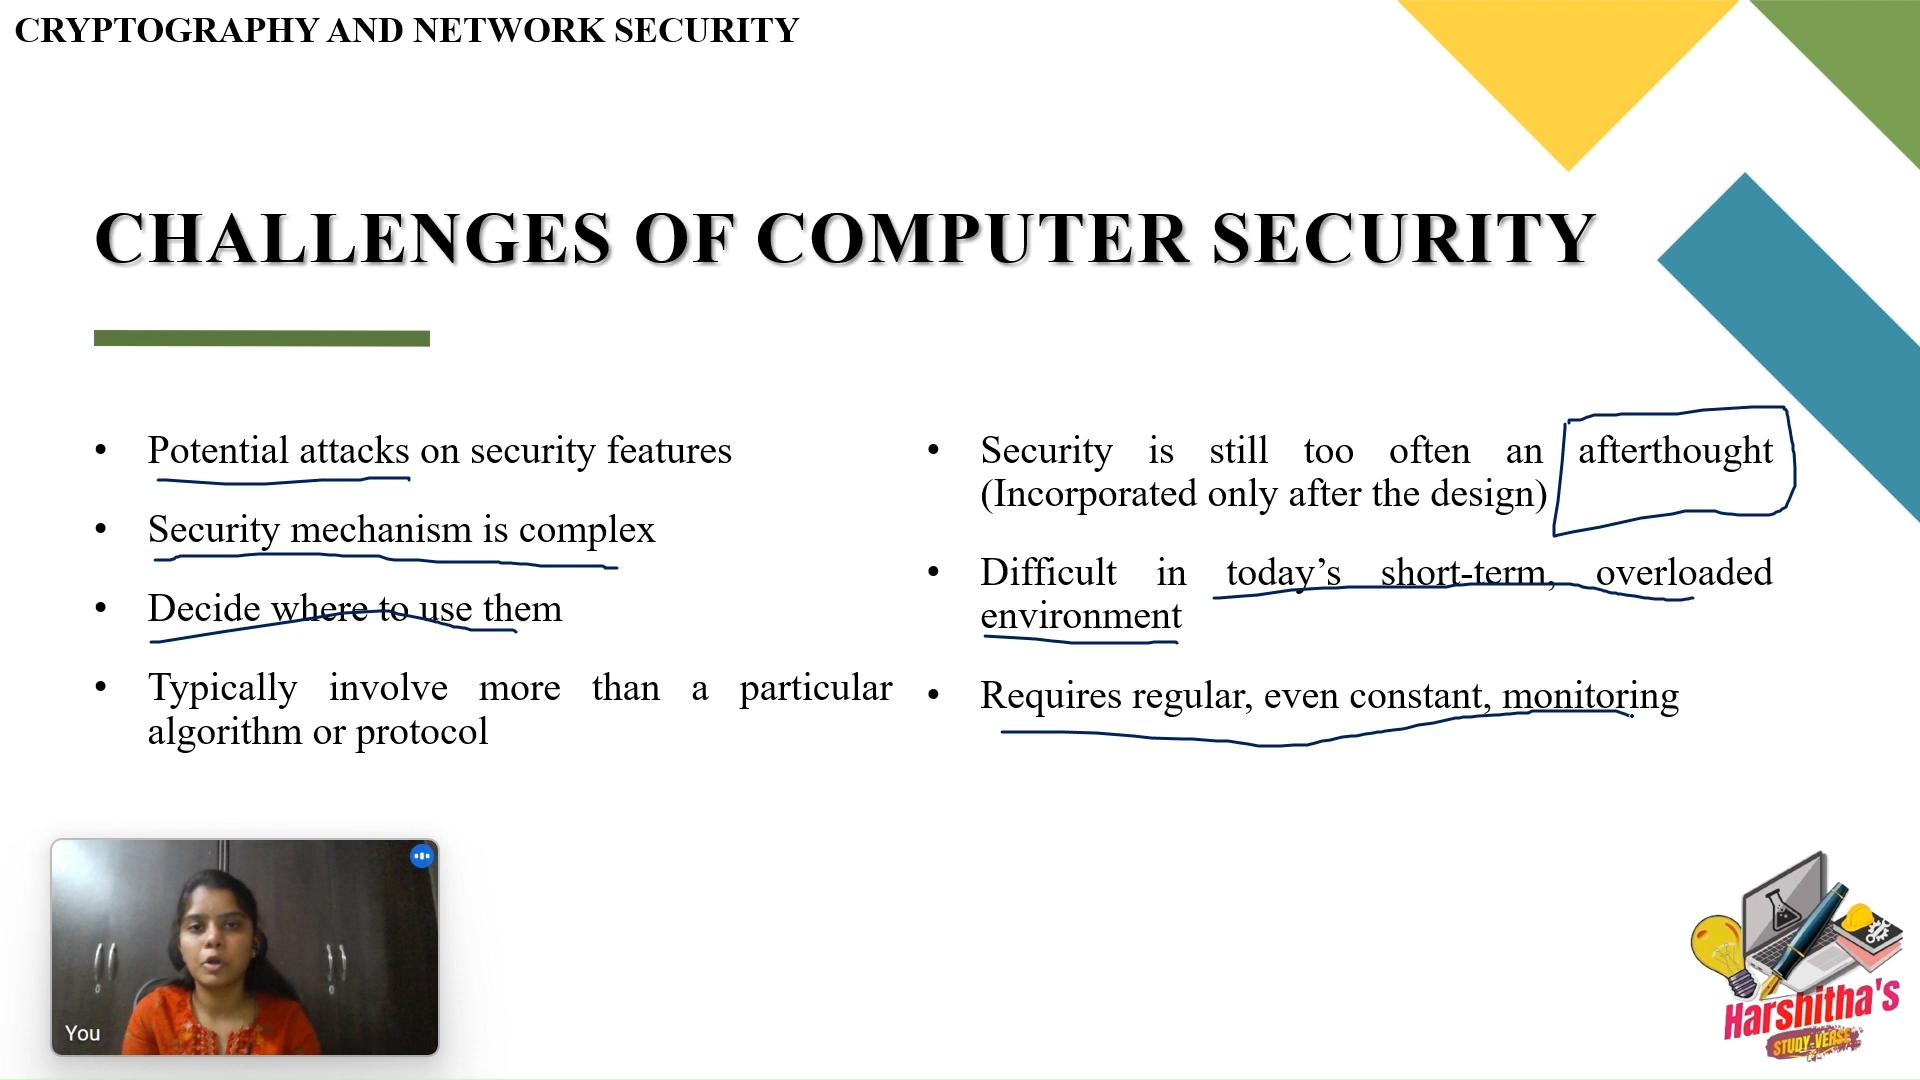 CRYPTOGRAPHY AND NETWORK SECURITY
CHALLENGES OF COMPUTER SECURITY
• Potential attacks on security features
• Security mechanism is complex
• Decide where to use them
• Typically involve more than a particular
algorithm or protocol
• Security is still too often an afterthought
(Incorporated only after the design)
• Difficult in today’s short-term, overloaded
environment
• Requires regular, even constant, monitoring
You
Harshitha's
STUDY-VERSE